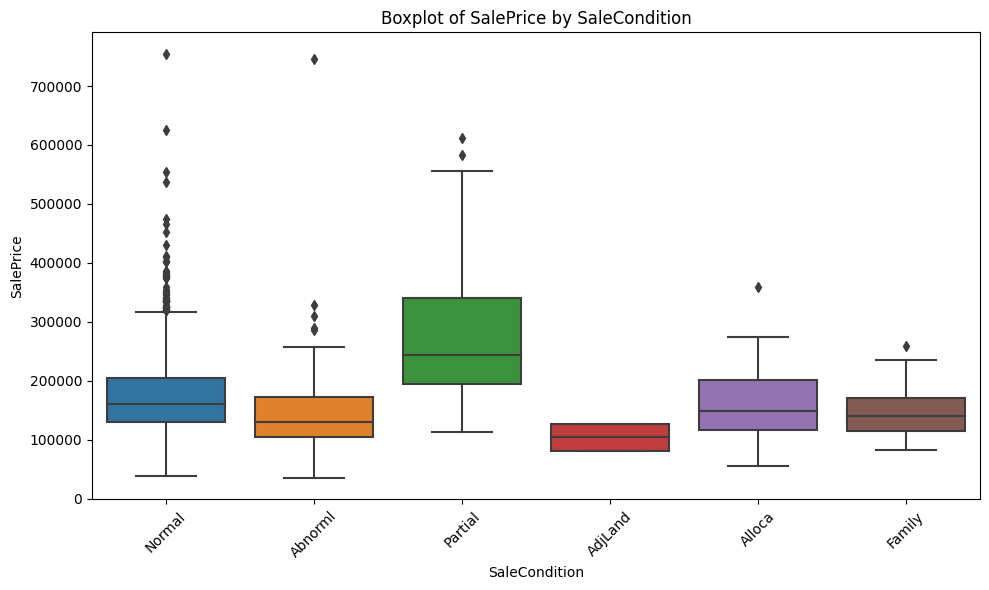 Boxplot of SalePrice by SaleCondition
SalePrice
700000
600000
500000
400000
300000
200000
100000
0
Normal
Abnorml
Partial
AdjLand
Alloca
Family
SaleCondition